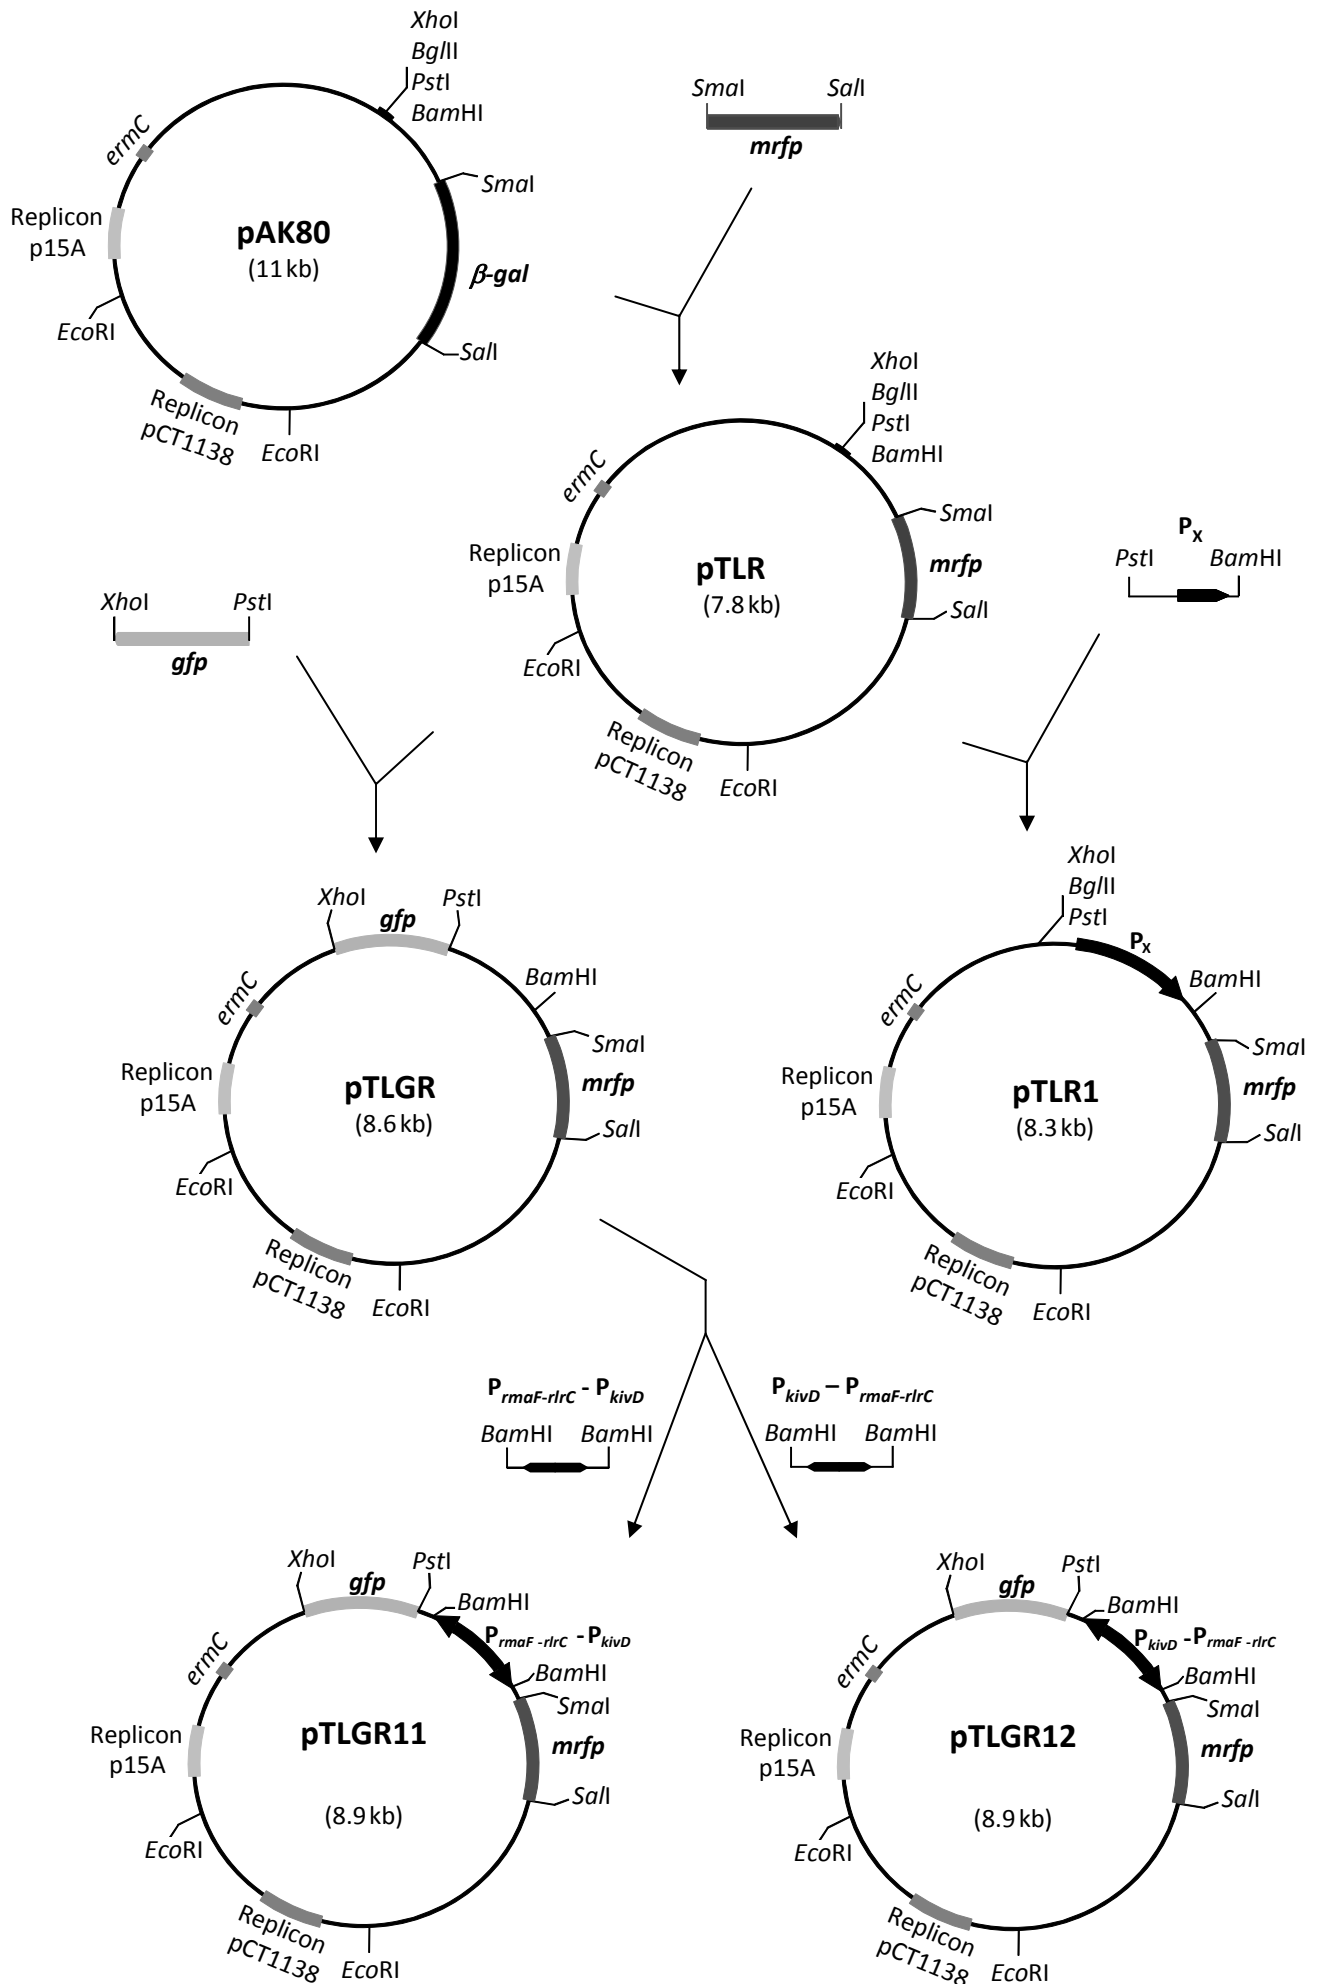 XhoI
BglII
PstI
BamHI
ermC
SmaI
Replicon
p15A
pAK80
(11 kb)
β-gal
EcoRI
SalI
Replicon
pCT1138
EcoRI
SmaI
SalI
mrfp
XhoI
BglII
PstI
BamHI
ermC
SmaI
Replicon
p15A
pTLR
(7.8 kb)
mrfp
SalI
EcoRI
Replicon
pCT1138
EcoRI
PX
PstI
BamHI
XhoI
PstI
gfp
XhoI
gfp
PstI
BamHI
ermC
SmaI
Replicon
p15A
pTLGR
(8.6 kb)
mrfp
SalI
EcoRI
Replicon
pCT1138
EcoRI
XhoI
BglII
PstI
PX
BamHI
ermC
SmaI
Replicon
p15A
pTLR1
(8.3 kb)
mrfp
SalI
EcoRI
Replicon
pCT1138
EcoRI
PrmaF-rlrC - PkivD
BamHI
BamHI
PkivD – PrmaF-rlrC
BamHI
BamHI
XhoI
gfp
PstI
BamHI
PrmaF -rlrC - PkivD
BamHI
SmaI
ermC
Replicon
p15A
pTLGR11
(8.9 kb)
mrfp
SalI
EcoRI
Replicon
pCT1138
EcoRI
XhoI
gfp
PstI
BamHI
PkivD -PrmaF -rlrC
BamHI
SmaI
ermC
Replicon
p15A
pTLGR12
(8.9 kb)
mrfp
SalI
EcoRI
Replicon
pCT1138
EcoRI